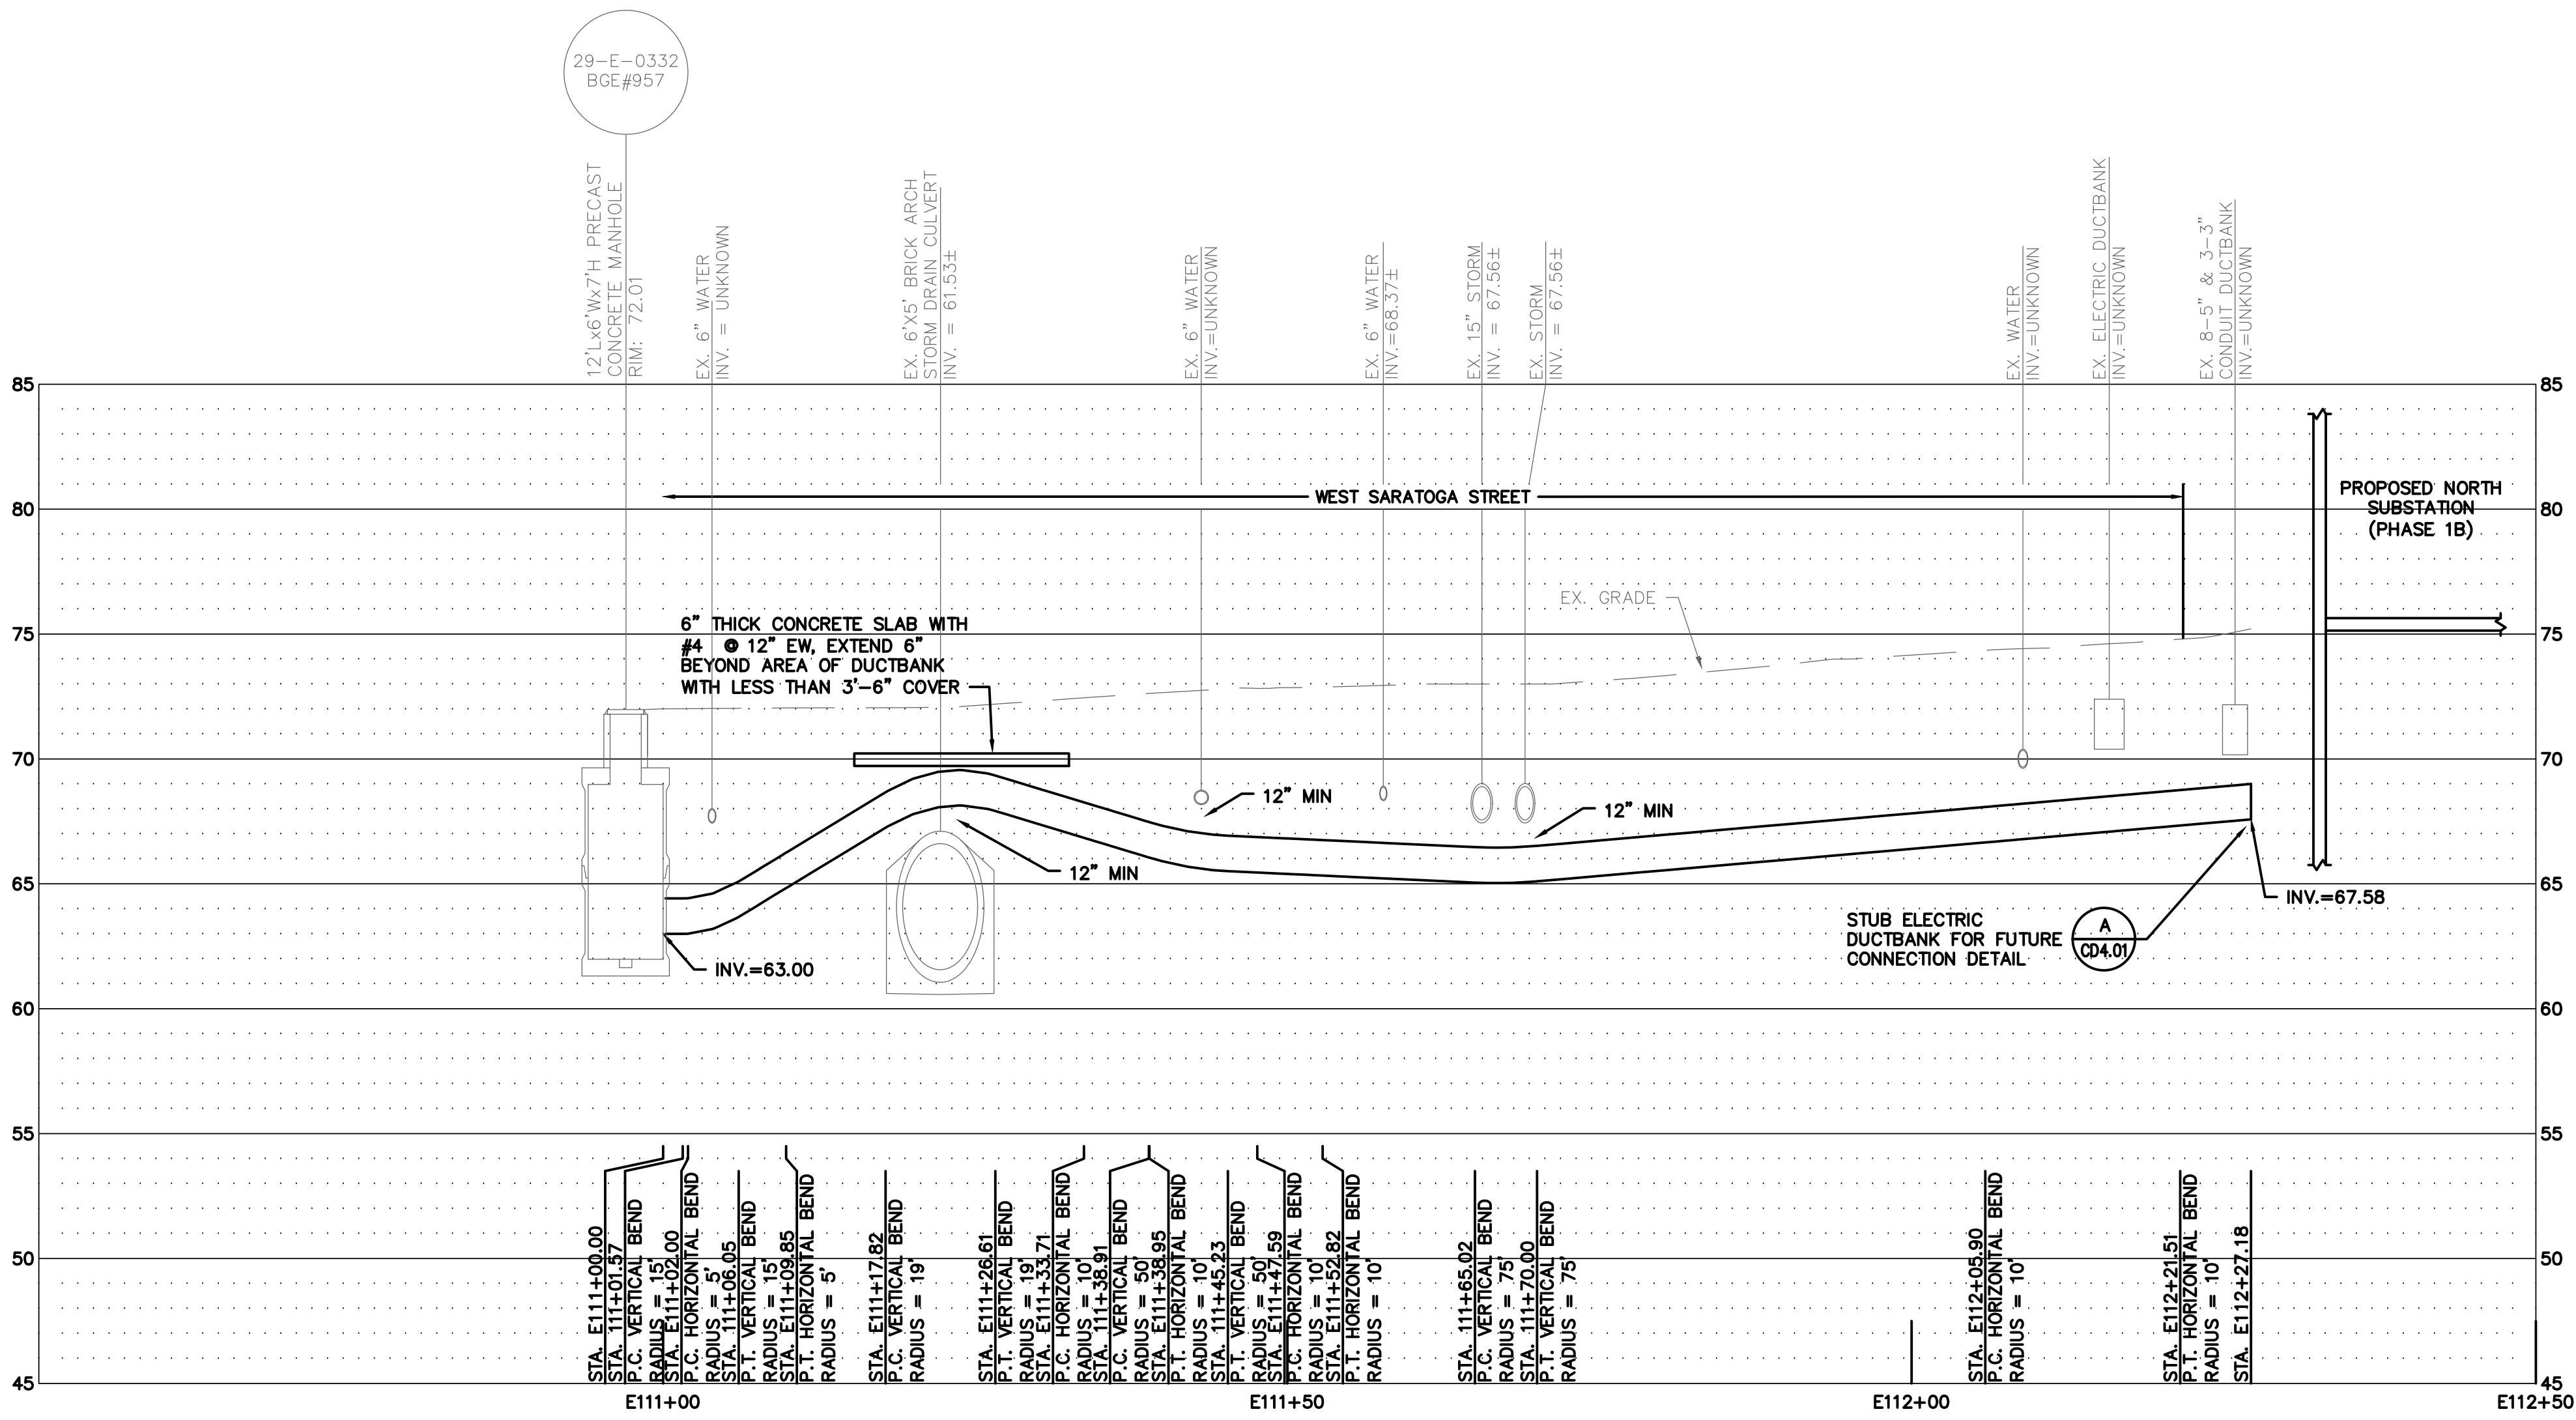 29-E-0332
BGE#957
12'Lx6'Wx7'H PRECAST
CONCRETE MANHOLE
RIM: 72.01
EX. 6" WATER
INV. = UNKNOWN
EX. 6'X5' BRICK ARCH
STORM DRAIN CULVERT
INV. = 61.53±
EX. 6" WATER
INV.=UNKNOWN
EX. 6" WATER
INV.=68.37±
EX. 15" STORM
INV. = 67.56±
EX. STORM
INV. = 67.56±
EX. WATER
INV.=UNKNOWN
EX. ELECTRIC DUCTBANK
INV.=UNKNOWN
EX. 8-5" & 3-3"
CONDUIT DUCTBANK
INV.=UNKNOWN
85
85
WEST SARATOGA STREET
PROPOSED NORTH
SUBSTATION
(PHASE 1B)
80
80
EX. GRADE
6" THICK CONCRETE SLAB WITH
#4 @ 12" EW, EXTEND 6"
BEYOND AREA OF DUCTBANK
WITH LESS THAN 3'-6" COVER
75
75
70
70
12" MIN
12" MIN
12" MIN
65
65
INV.=67.58
STUB ELECTRIC
DUCTBANK FOR FUTURE
CONNECTION DETAIL
A
CD4.01
INV.=63.00
60
60
55
55
50
50
STA. E111+00.00
STA. 111+01.57
P.C. VERTICAL BEND
RADIUS = 15'
STA. E111+02.00
P.C. HORIZONTAL BEND
RADIUS = 5'
STA. 111+06.05
P.T. VERTICAL BEND
RADIUS = 15'
STA. E111+09.85
P.T. HORIZONTAL BEND
RADIUS = 5'
STA. E111+17.82
P.C. VERTICAL BEND
RADIUS = 19'
STA. E111+26.61
P.T. VERTICAL BEND
RADIUS = 19'
STA. E111+33.71
P.C. HORIZONTAL BEND
RADIUS = 10'
STA. 111+38.91
P.C. VERTICAL BEND
RADIUS = 50'
STA. E111+38.95
P.T. HORIZONTAL BEND
RADIUS = 10'
STA. 111+45.23
P.T. VERTICAL BEND
RADIUS = 50'
STA. E111+47.59
P.C. HORIZONTAL BEND
RADIUS = 10'
STA. E111+52.82
P.T. HORIZONTAL BEND
RADIUS = 10'
STA. 111+65.02
P.C. VERTICAL BEND
RADIUS = 75'
STA. 111+70.00
P.T. VERTICAL BEND
RADIUS = 75'
STA. E112+05.90
P.C. HORIZONTAL BEND
RADIUS = 10'
STA. E112+21.51
P.T. HORIZONTAL BEND
RADIUS = 10'
STA. E112+27.18
45
45
E111+00
E111+50
E112+00
E112+50